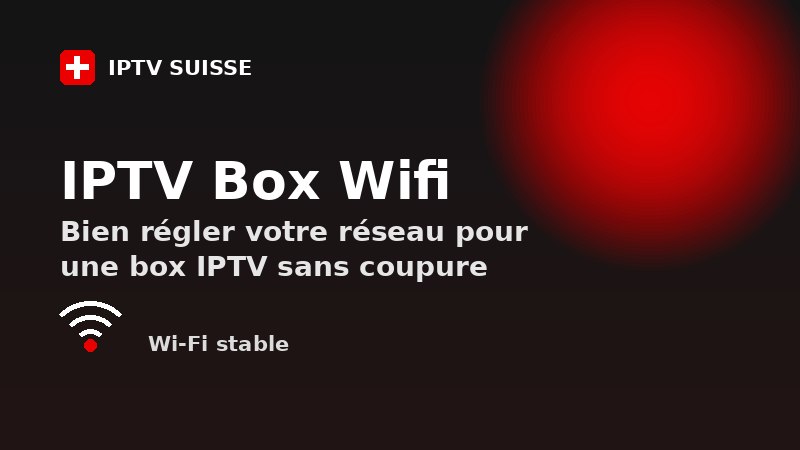 IPTV SUISSE
IPTV Box Wifi
Bien régler votre réseau pour
une box IPTV sans coupure
Wi-Fi stable